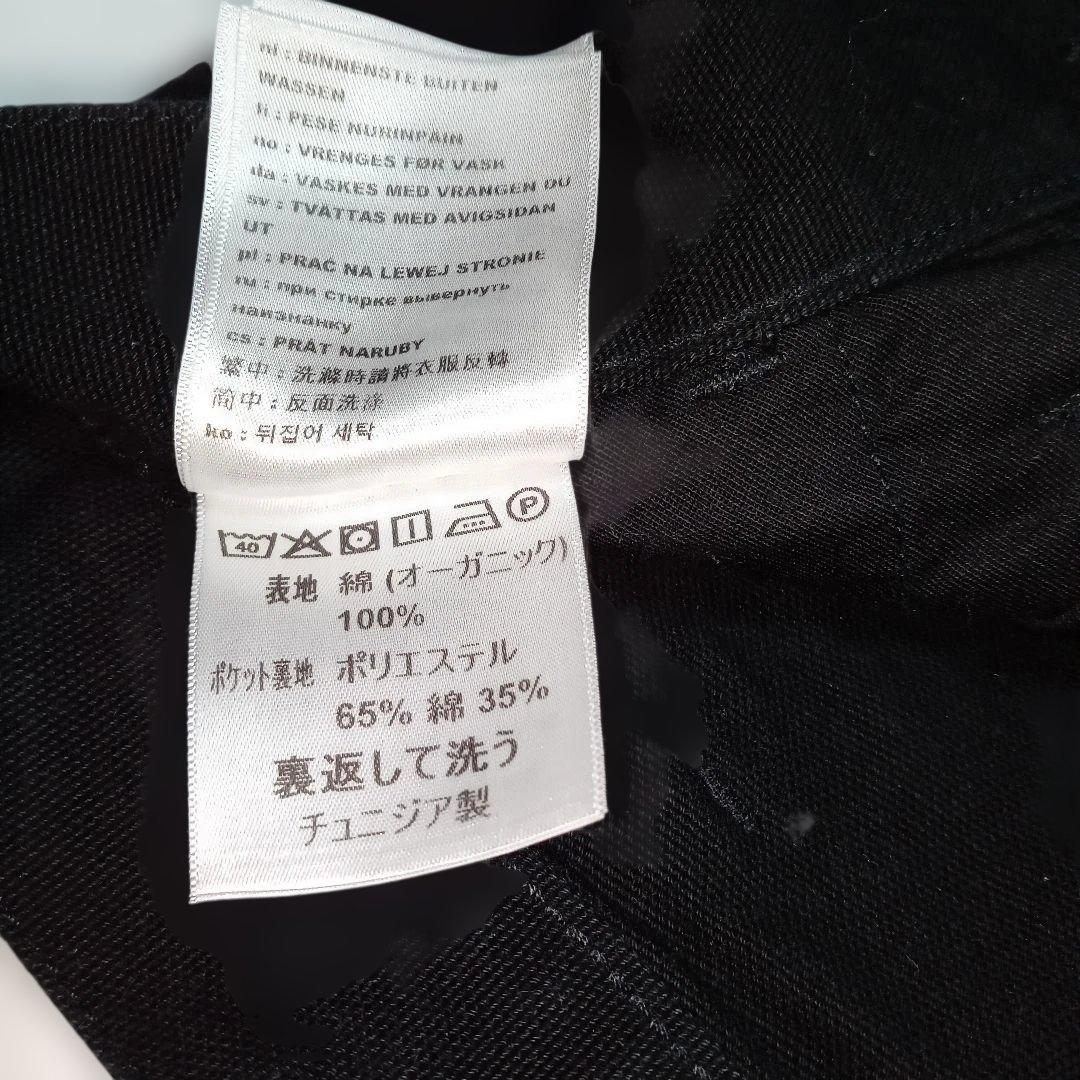 nl : BINNENSTE BUITEN
WASSEN
fi : PESE NURINPÄIN
no : VRENGES FØR VASK
da : VASKES MED VRANGEN UD
sv : TVÄTTAS MED AVIGSIDAN
UT
pl : PRAĆ NA LEWEJ STRONIE
ru : при стирке вывернуть
наизнанку
cs : PRÁT NARUBY
繁中 : 洗滌時請將衣服反轉
简中 : 反面洗涤
ko : 뒤집어 세탁
40 P
表地 綿 (オーガニック)
100%
ポケット裏地 ポリエステル
65% 綿 35%
裏返して洗う
チュニジア製